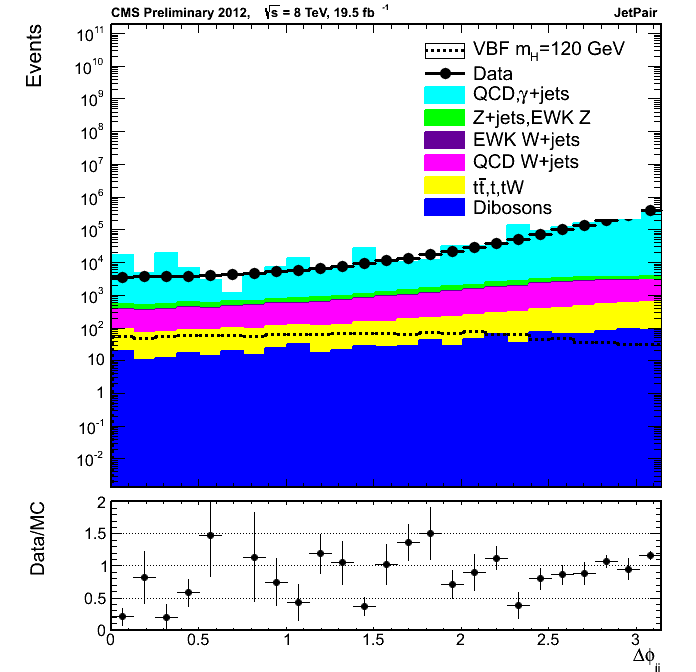 CMS Preliminary 2012, √s = 8 TeV, 19.5 fb⁻¹ JetPair
Events
10¹¹
10¹⁰
10⁹
10⁸
10⁷
10⁶
10⁵
10⁴
10³
10²
10
1
10⁻¹
10⁻²
VBF m_H=120 GeV
Data
QCD,γ+jets
Z+jets,EWK Z
EWK W+jets
QCD W+jets
tt̄,t,tW
Dibosons
Data/MC
2
1.5
1
0.5
0
0 0.5 1 1.5 2 2.5 3
Δϕ_jj